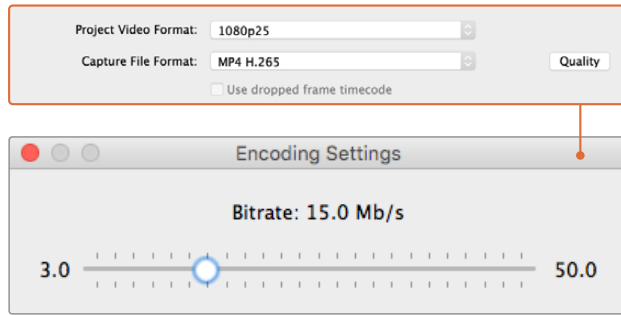 Project Video Format: 1080p25
Capture File Format: MP4 H.265 Quality
Use dropped frame timecode
Encoding Settings
Bitrate: 15.0 Mb/s
3.0 50.0